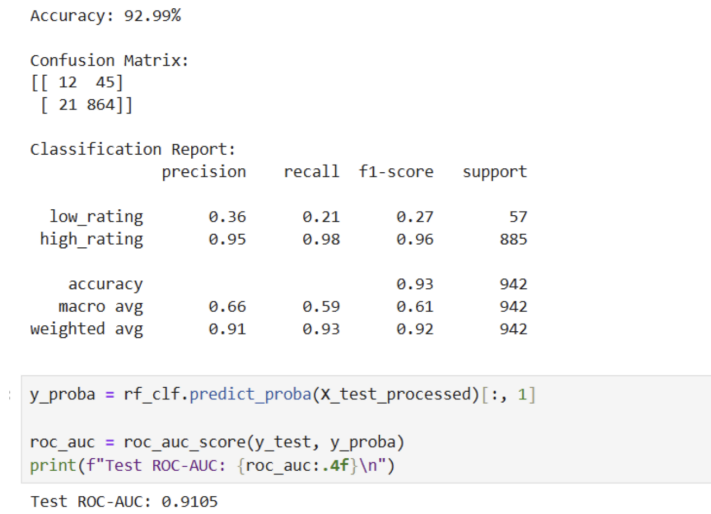 Accuracy: 92.99%
Confusion Matrix:
[[ 12  45]
 [ 21 864]]
Classification Report:
              precision    recall  f1-score   support
  low_rating       0.36      0.21      0.27        57
 high_rating       0.95      0.98      0.96       885
    accuracy                           0.93       942
   macro avg       0.66      0.59      0.61       942
weighted avg       0.91      0.93      0.92       942
y_proba = rf_clf.predict_proba(X_test_processed)[:, 1]
roc_auc = roc_auc_score(y_test, y_proba)
print(f"Test ROC-AUC: {roc_auc:.4f}\n")
Test ROC-AUC: 0.9105